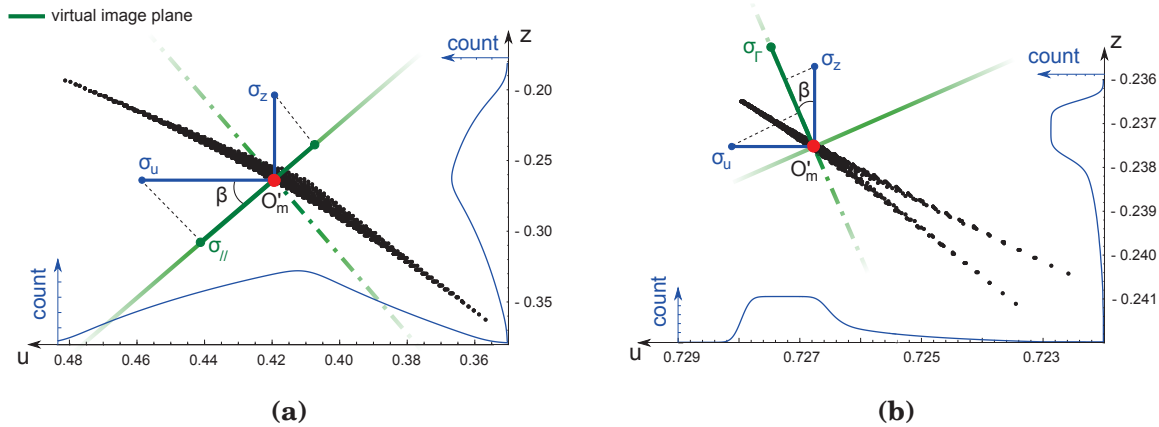 virtual image plane
count
z
- 0.20
- 0.25
- 0.30
- 0.35
σz
σu
β
O'm
σ//
count
u
0.48
0.46
0.44
0.42
0.40
0.38
0.36
(a)
z
count
- 0.236
- 0.237
- 0.238
- 0.239
- 0.240
- 0.241
σΓ
σz
β
σu
O'm
count
u
0.729
0.727
0.725
0.723
(b)